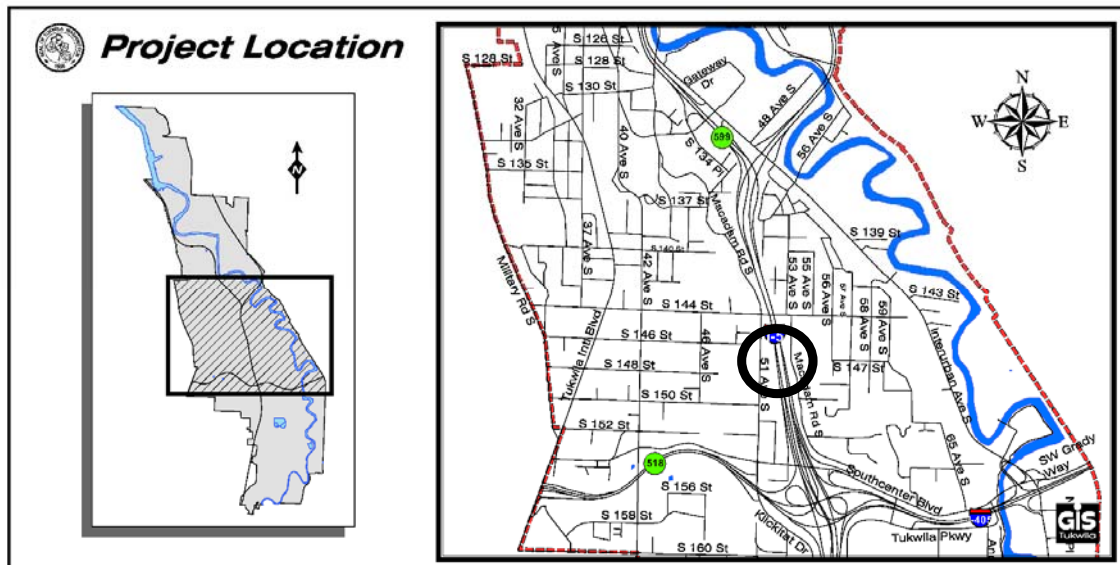 Project Location
N
S 126 St
S 128 St
S 128 St
S 130 St
Gateway Dr
32 Ave S
40 Ave S
48 Ave S
56 Ave S
599
S 134 Pl
S 135 St
S 137 St
Macadam Rd S
S 139 St
37 Ave S
S 140 St
42 Ave S
Military Rd S
55 Ave S
53 Ave S
56 Ave S
57 Ave S
58 Ave S
59 Ave S
S 143 St
S 144 St
S 146 St
46 Ave S
S 147 St
S 148 St
Tukwila Intl Blvd
51 Ave S
Macadam Rd S
Interurban Ave S
S 150 St
S 152 St
65 Ave S
SW Grady Way
518
Southcenter Blvd
S 156 St
S 158 St
Klickitat Dr
405
Tukwila Pkwy
S 160 St
N
W E
S
GIS
Tukwila